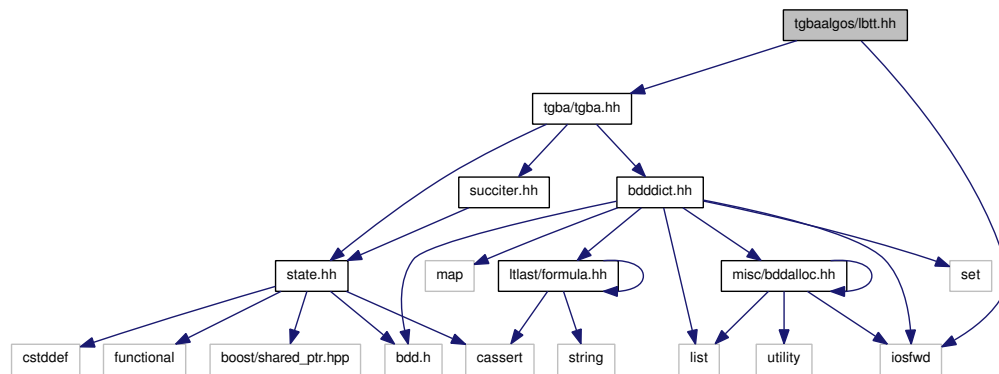 tgbaalgos/lbtt.hh
tgba/tgba.hh
succiter.hh
bdddict.hh
state.hh
map
ltlast/formula.hh
misc/bddalloc.hh
set
cstddef
functional
boost/shared_ptr.hpp
bdd.h
cassert
string
list
utility
iosfwd